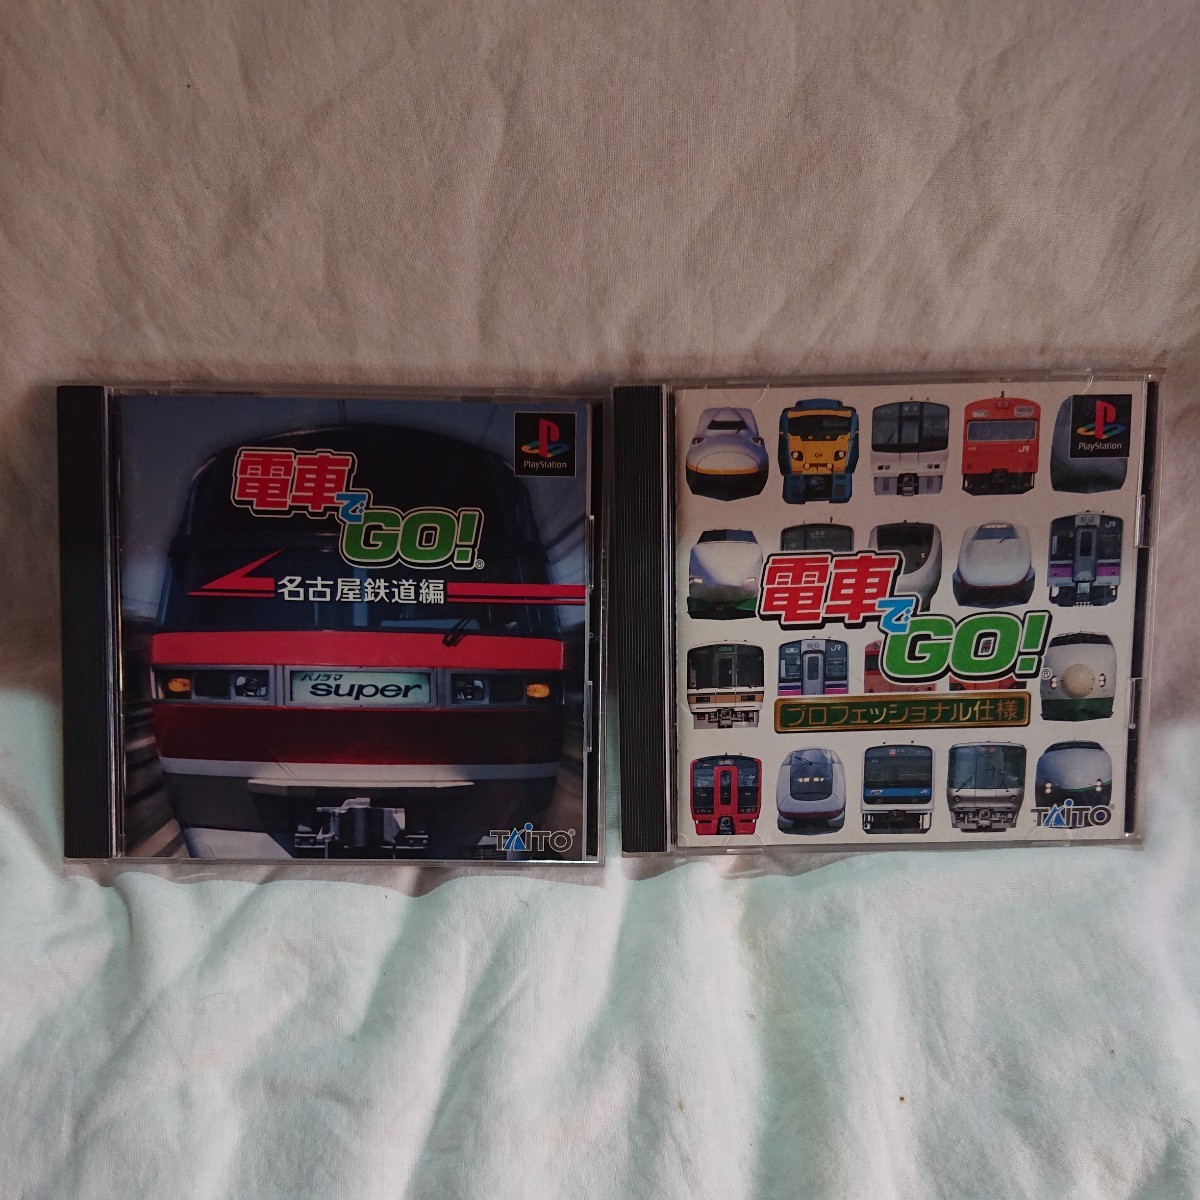 PlayStation
電車でGO!
名古屋鉄道編
パノラマ
super
TAITO
PlayStation
電車でGO!
プロフェッショナル仕様
TAITO